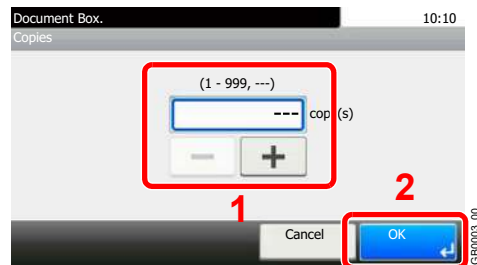 Document Box.
10:10
Copies
(1 - 999, ---)
--- cop (s)
1
2
Cancel
OK
GB0003_00